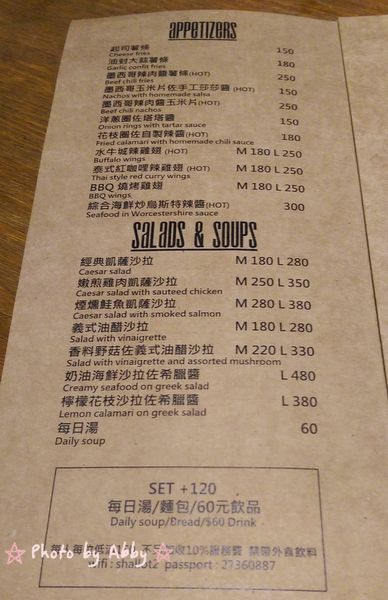 APPETIZERS
起司薯條 150
Cheese fries
油封大蒜薯條 180
Garlic confit fries
墨西哥辣肉醬薯條(HOT) 250
Beef chili fries
墨西哥玉米片佐手工莎莎醬(HOT) 150
Nachos with homemade salsa
墨西哥辣肉醬玉米片(HOT) 250
Beef chili nachos
洋蔥圈佐塔塔醬 150
Onion rings with tartar sauce
花枝圈佐自製辣醬(HOT) 180
Fried calamari with homemade chili sauce
水牛城辣雞翅 (HOT) M 180 L 250
Buffalo wings
泰式紅咖哩辣雞翅 (HOT) M 180 L 250
Thai style red curry wings
BBQ 燒烤雞翅 M 180 L 250
BBQ wings
綜合海鮮炒烏斯特辣醬(HOT) 300
Seafood in Worcestershire sauce
SALADS & SOUPS
經典凱薩沙拉 M 180 L 280
Caesar salad
嫩煎雞肉凱薩沙拉 M 250 L 350
Caesar salad with sauteed chicken
煙燻鮭魚凱薩沙拉 M 280 L 380
Caesar salad with smoked salmon
義式油醋沙拉 M 180 L 280
Salad with vinaigrette
香料野菇佐義式油醋沙拉 M 220 L 330
Salad with vinaigrette and assorted mushroom
奶油海鮮沙拉佐希臘醬 L 480
Creamy seafood on greek salad
檸檬花枝沙拉佐希臘醬 L 380
Lemon calamari on greek salad
每日湯 60
Daily soup
SET +120
每日湯/麵包/60元飲品
Daily soup/Bread/$60 Drink
加收10%服務費 禁帶外食飲料
passport : 27360887
Photo by Abby